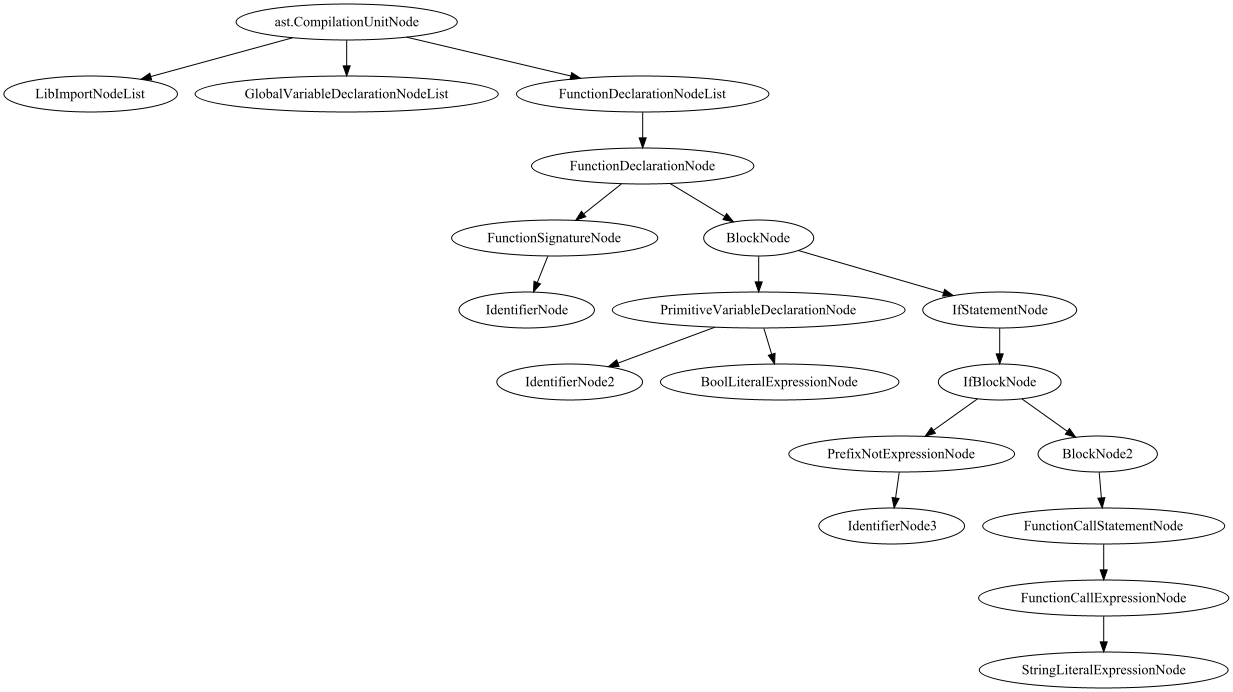 ast.CompilationUnitNode
LibImportNodeList
GlobalVariableDeclarationNodeList
FunctionDeclarationNodeList
FunctionDeclarationNode
FunctionSignatureNode
BlockNode
IdentifierNode
PrimitiveVariableDeclarationNode
IfStatementNode
IdentifierNode2
BoolLiteralExpressionNode
IfBlockNode
PrefixNotExpressionNode
BlockNode2
IdentifierNode3
FunctionCallStatementNode
FunctionCallExpressionNode
StringLiteralExpressionNode